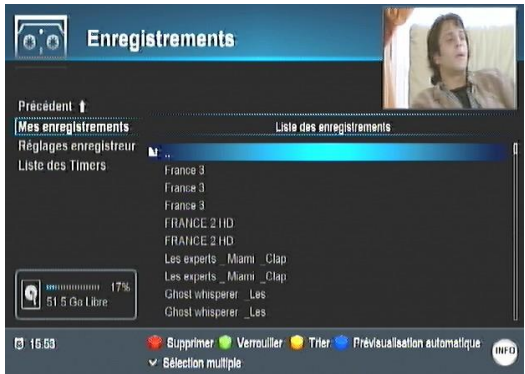 Enregistrements
Précédent
Mes enregistrements
Réglages enregistreur
Liste des Timers
Liste des enregistrements
..
France 3
France 3
France 3
FRANCE 2 HD
FRANCE 2 HD
Les experts _ Miami _Clap
Les experts _ Miami _Clap
Ghost whisperer _Les
Ghost whisperer _Les
17%
51.5 Go Libre
15:53
Supprimer Verrouiller Trier Prévisualisation automatique
Sélection multiple
INFO